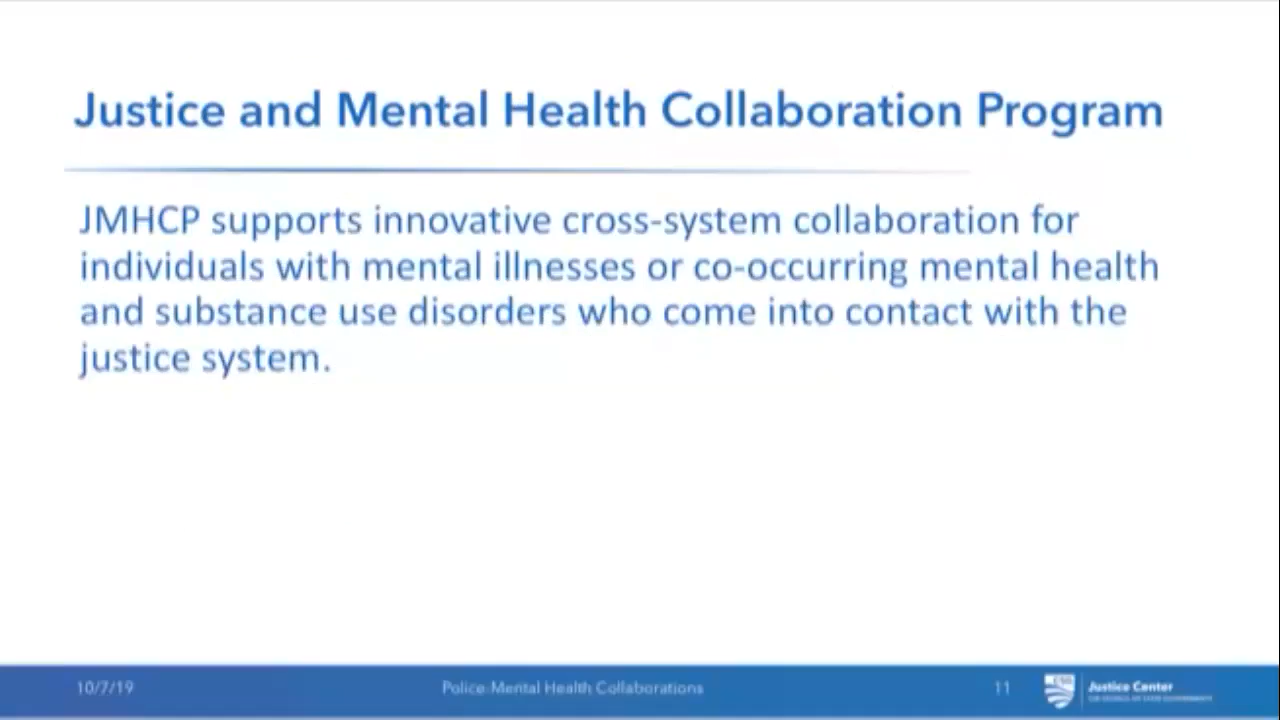 Justice and Mental Health Collaboration Program
JMHCP supports innovative cross-system collaboration for
individuals with mental illnesses or co-occurring mental health
and substance use disorders who come into contact with the
justice system.
10/7/19
Police-Mental Health Collaborations
11
Justice Center